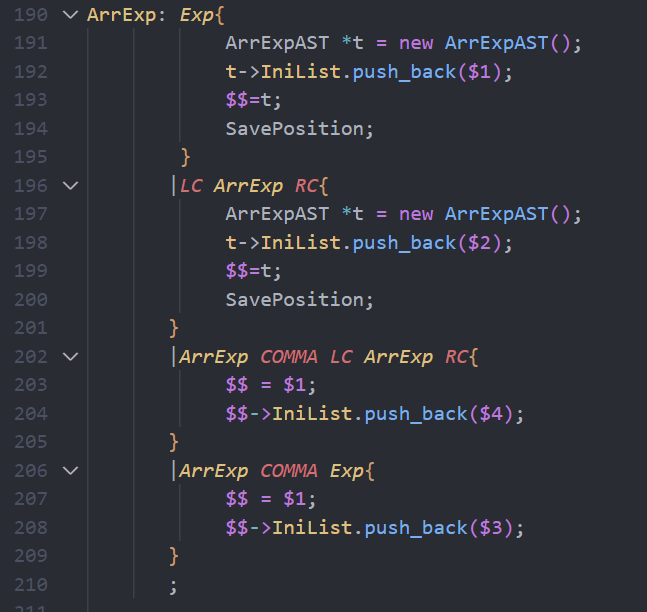 190 ArrExp: Exp{
191 ArrExpAST *t = new ArrExpAST();
192 t->IniList.push_back($1);
193 $$=t;
194 SavePosition;
195 }
196 |LC ArrExp RC{
197 ArrExpAST *t = new ArrExpAST();
198 t->IniList.push_back($2);
199 $$=t;
200 SavePosition;
201 }
202 |ArrExp COMMA LC ArrExp RC{
203 $$ = $1;
204 $$->IniList.push_back($4);
205 }
206 |ArrExp COMMA Exp{
207 $$ = $1;
208 $$->IniList.push_back($3);
209 }
210 ;
211